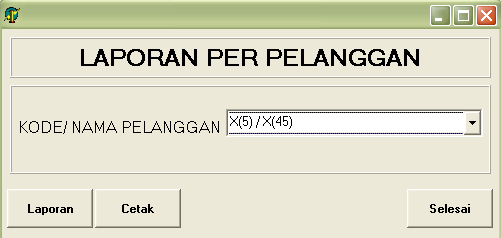 LAPORAN PER PELANGGAN
KODE/ NAMA PELANGGAN X(5) / X(45)
Laporan Cetak Selesai